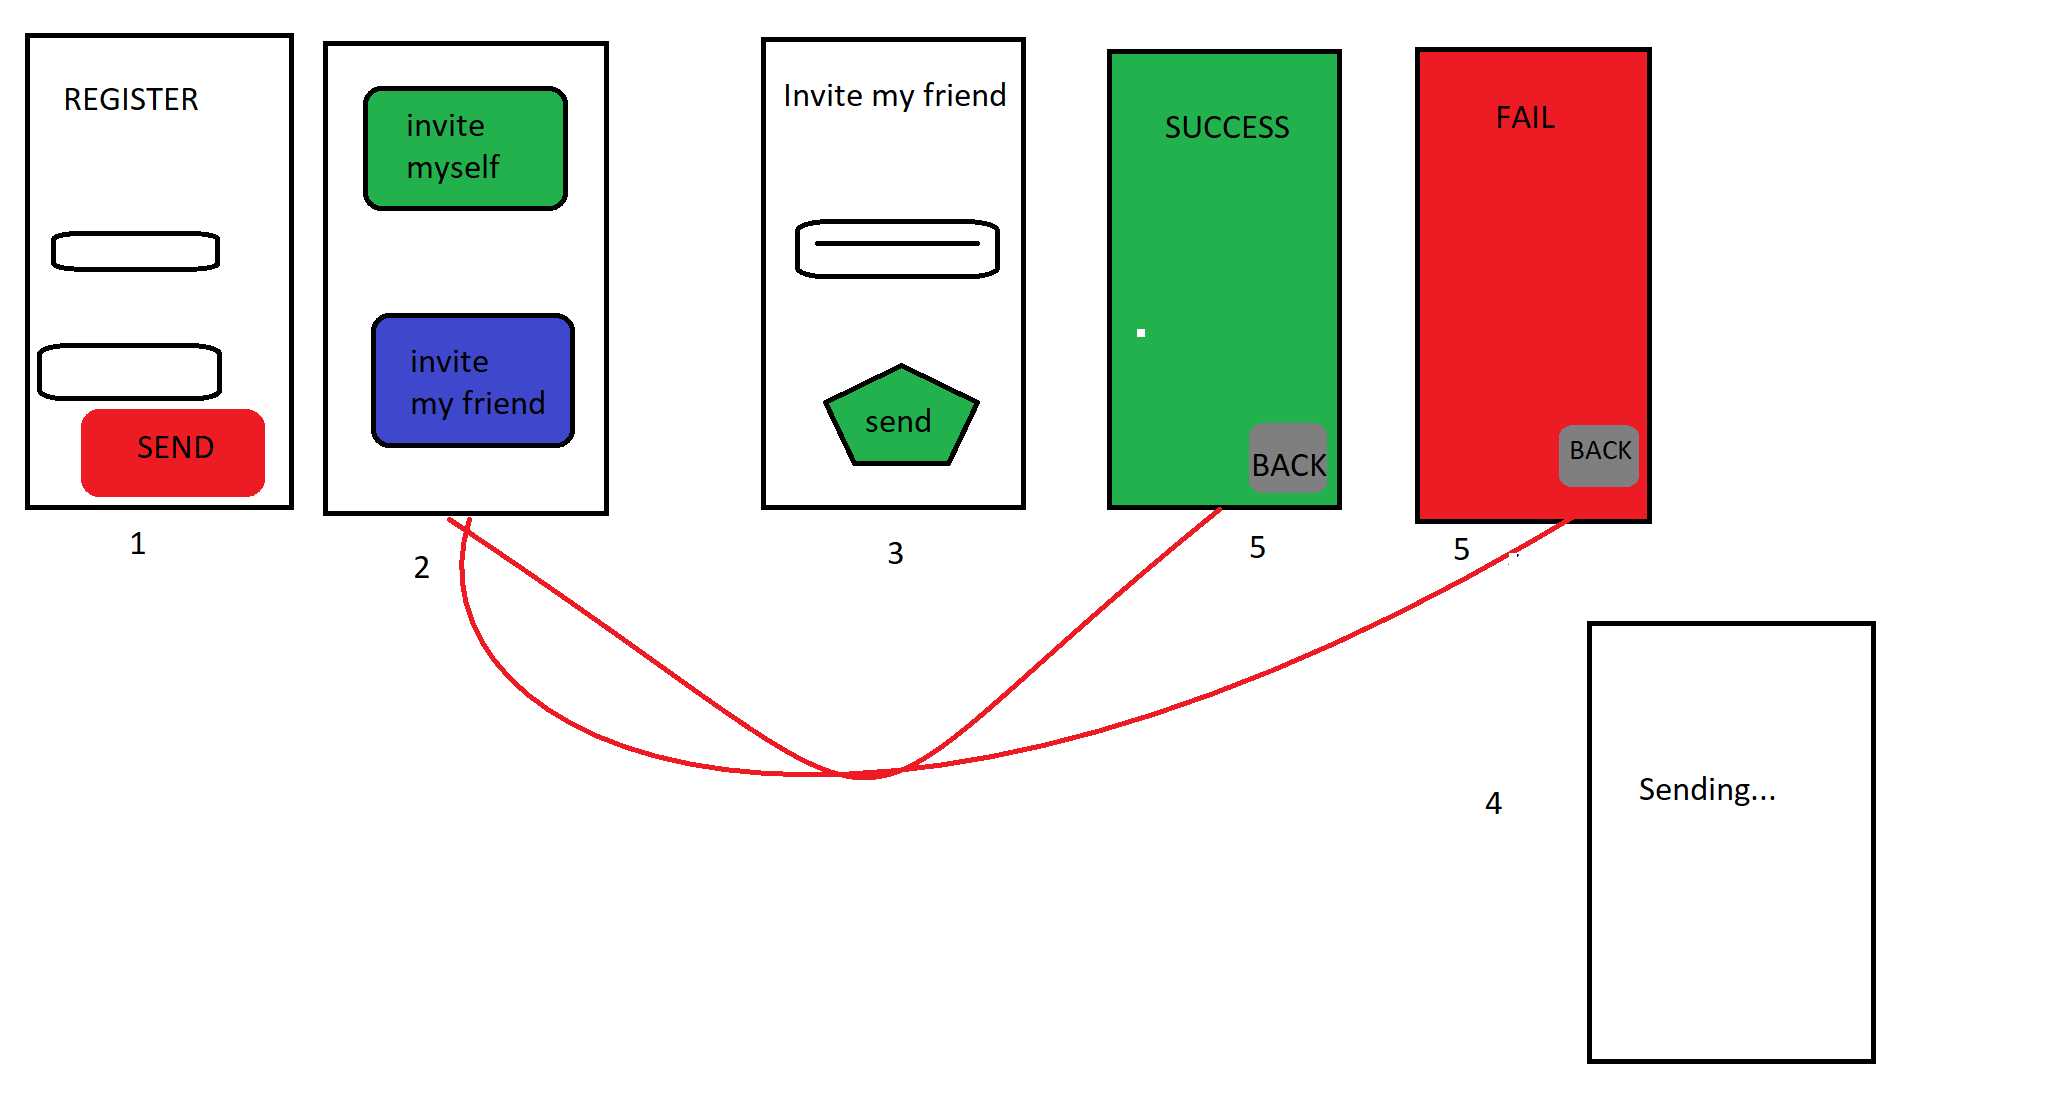 REGISTER
SEND
1
invite
myself
invite
my friend
2
Invite my friend
send
3
SUCCESS
BACK
5
FAIL
BACK
5
4
Sending...